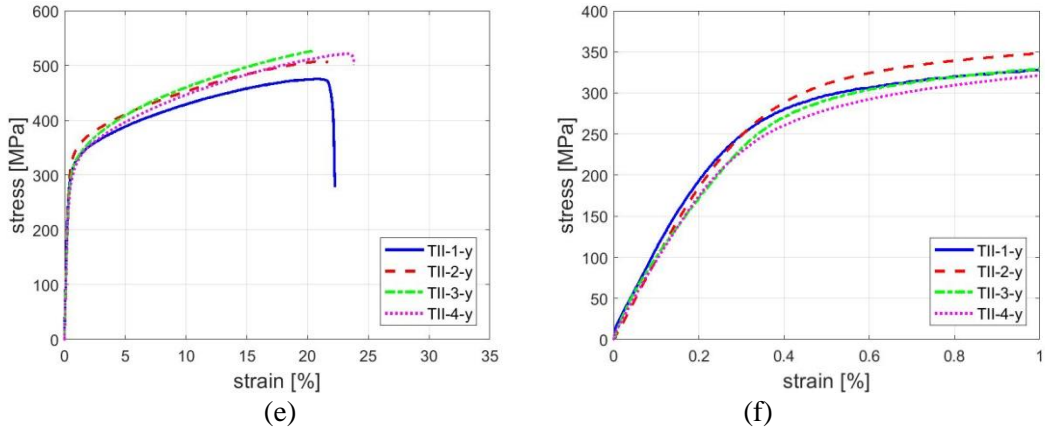 600
500
400
300
200
100
0
stress [MPa]
0 5 10 15 20 25 30 35
strain [%]
TII-1-y
TII-2-y
TII-3-y
TII-4-y
(e)
400
350
300
250
200
150
100
50
0
stress [MPa]
0 0.2 0.4 0.6 0.8 1
strain [%]
TII-1-y
TII-2-y
TII-3-y
TII-4-y
(f)